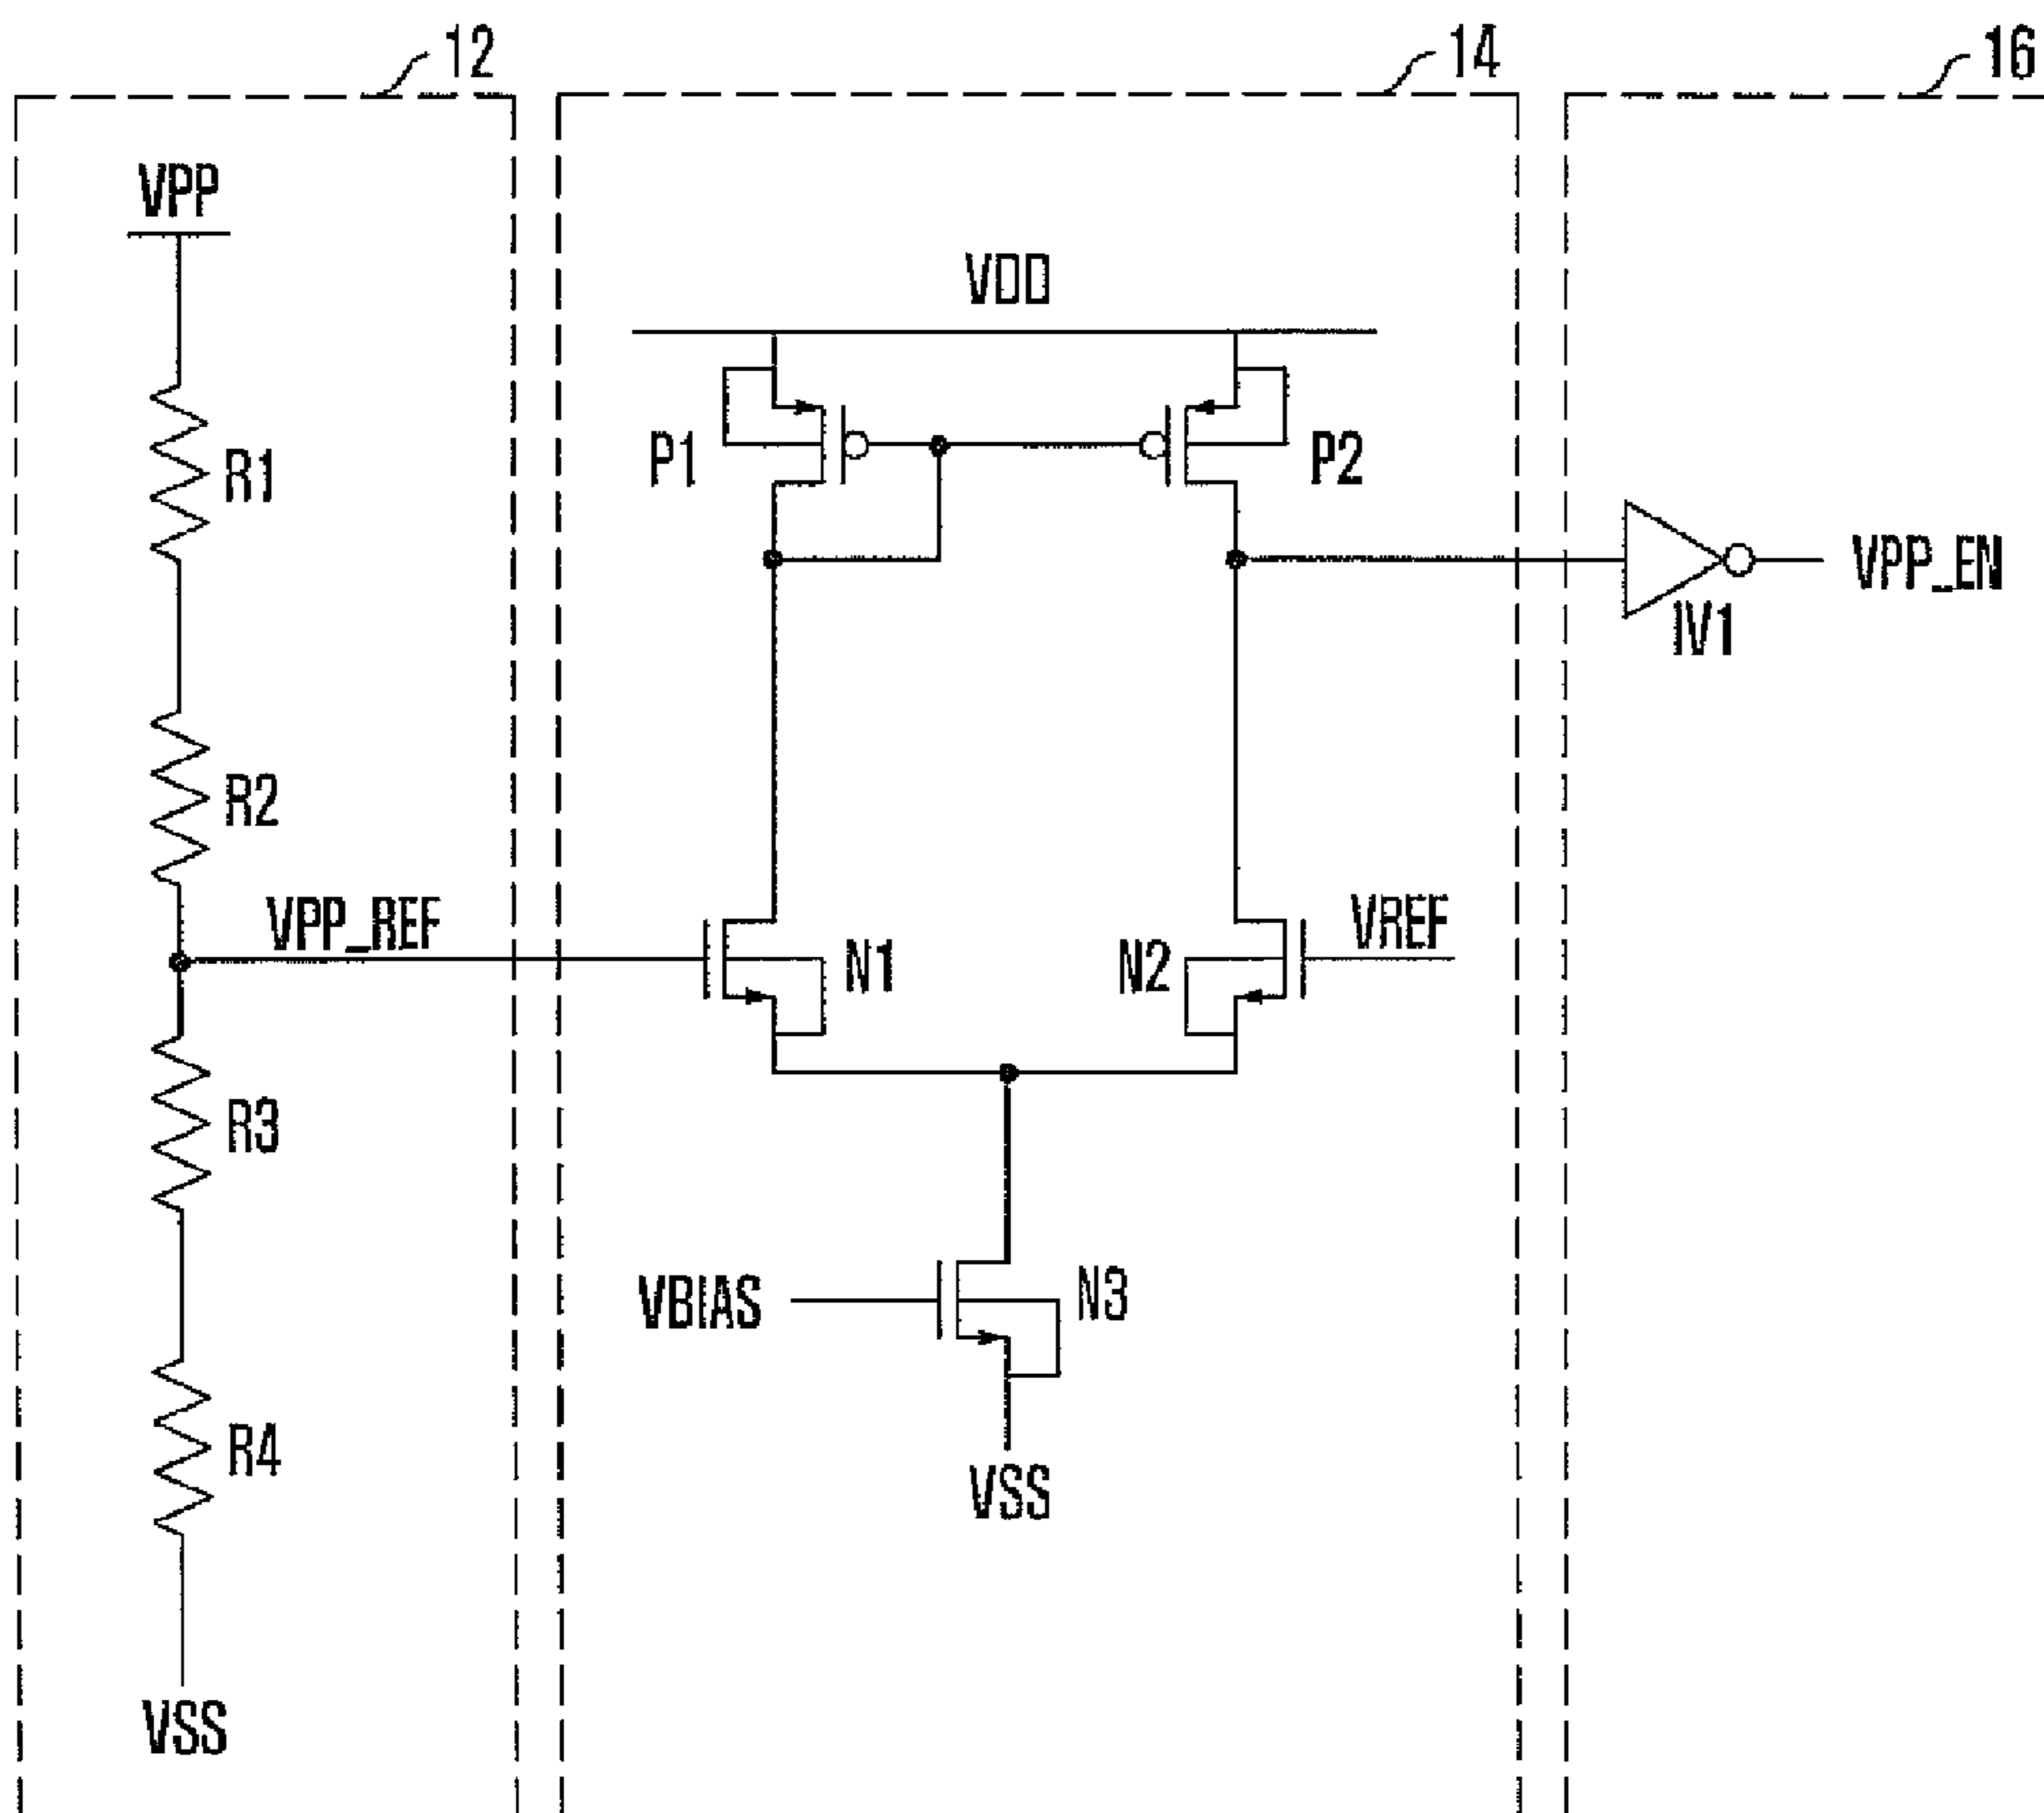 12
14
16
VPP
VDD
P1
P2
R1
VPP_EN
IV1
R2
VPP_REF
N1
N2
VREF
R3
VBIAS
N3
R4
VSS
VSS